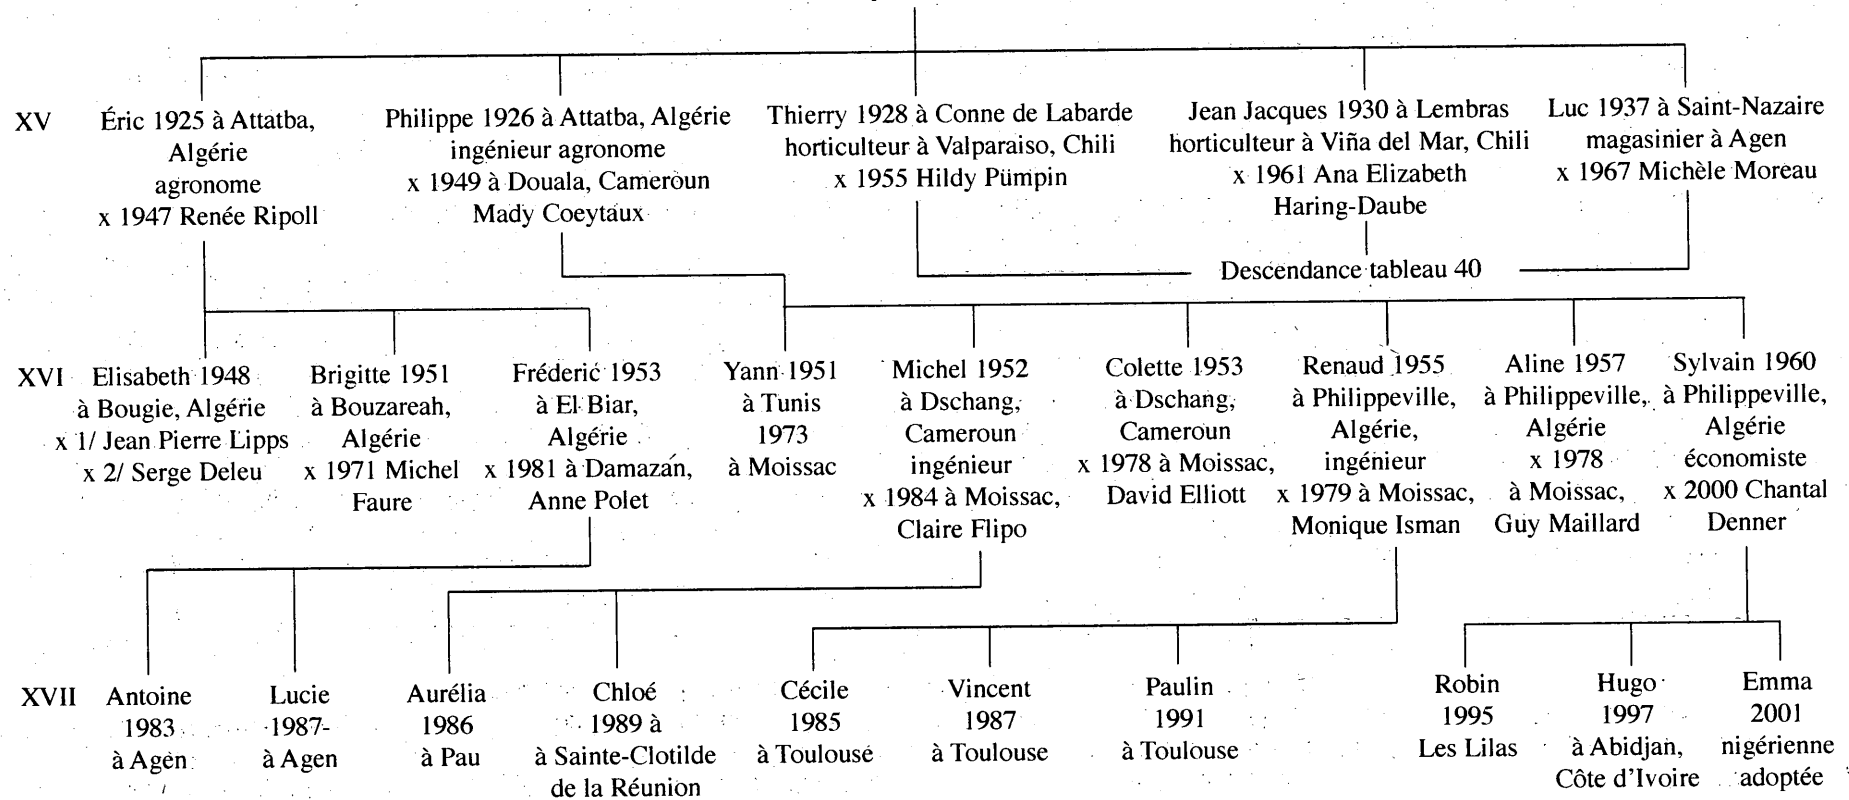 XV
Éric 1925 à Attatba,
Algérie
agronome
x 1947 Renée Ripoll
Philippe 1926 à Attatba, Algérie
ingénieur agronome
x 1949 à Douala, Cameroun
Mady Coeytaux
Thierry 1928 à Conne de Labarde
horticulteur à Valparaiso, Chili
x 1955 Hildy Pümpin
Jean Jacques 1930 à Lembras
horticulteur à Viña del Mar, Chili
x 1961 Ana Elizabeth
Haring-Daube
Luc 1937 à Saint-Nazaire
magasinier à Agen
x 1967 Michèle Moreau
Descendance tableau 40
XVI
Elisabeth 1948
à Bougie, Algérie
x 1/ Jean Pierre Lipps
x 2/ Serge Deleu
Brigitte 1951
à Bouzareah,
Algérie
x 1971 Michel
Faure
Fréderic 1953
à El Biar,
Algérie
x 1981 à Damazan,
Anne Polet
Yann 1951
à Tunis
1973
à Moissac
Michel 1952
à Dschang,
Cameroun
ingénieur
x 1984 à Moissac,
Claire Flipo
Colette 1953
à Dschang,
Cameroun
x 1978 à Moissac,
David Elliott
Renaud 1955
à Philippeville,
Algérie,
ingénieur
x 1979 à Moissac,
Monique Isman
Aline 1957
à Philippeville,
Algérie
x 1978
à Moissac,
Guy Maillard
Sylvain 1960
à Philippeville,
Algérie
économiste
x 2000 Chantal
Denner
XVII
Antoine
1983
à Agen
Lucie
1987
à Agen
Aurélia
1986
à Pau
Chloé
1989 à
à Sainte-Clotilde
de la Réunion
Cécile
1985
à Toulouse
Vincent
1987
à Toulouse
Paulin
1991
à Toulouse
Robin
1995
Les Lilas
Hugo
1997
à Abidjan,
Côte d'Ivoire
Emma
2001
nigérienne
adoptée